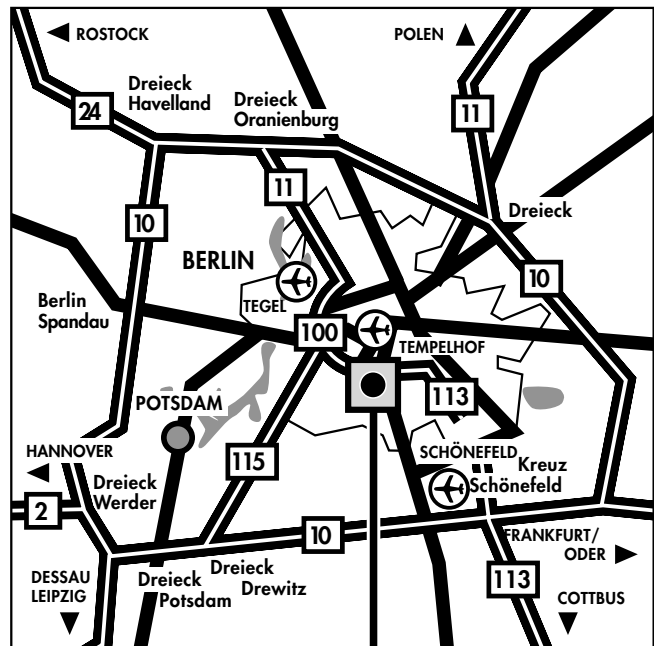 ROSTOCK
POLEN
Dreieck
Havelland
Dreieck
Oranienburg
24
11
11
10
Dreieck
BERLIN
10
TEGEL
Berlin
Spandau
100
TEMPELHOF
113
POTSDAM
HANNOVER
115
SCHÖNEFELD
Kreuz
Schönefeld
Dreieck
Werder
2
10
FRANKFURT/
ODER
DESSAU
LEIPZIG
Dreieck
Potsdam
Dreieck
Drewitz
113
COTTBUS